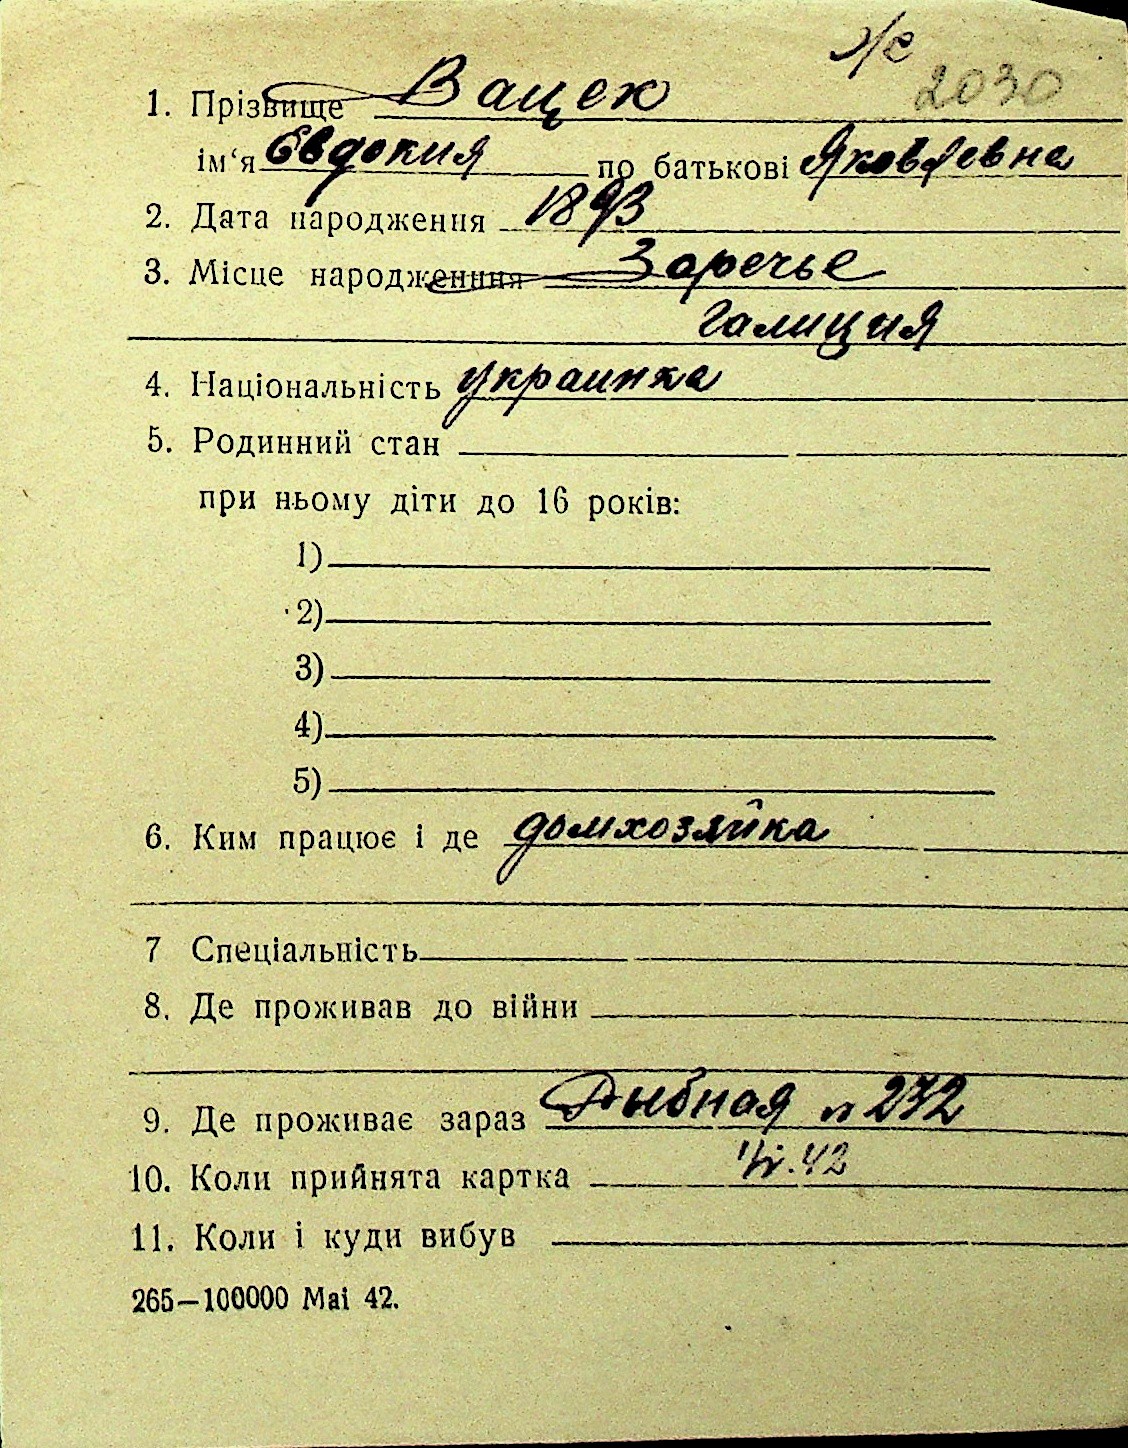 Же
2030
1. Прізвище Вацек
ім‘я Евдокия по батькові Яковлевна
2. Дата народження 1893
3. Місце народженння Заречье
Галиция
4. Національність украинка
5. Родинний стан
при ньому діти до 16 років:
1)
2)
3)
4)
5)
6. Ким працює і де домхозяйка
7 Спеціальність
8. Де проживав до війни
9. Де проживає зараз Рыбная n 232
10. Коли прийнята картка
11. Коли і куди вибув
265—100000 Mai 42.